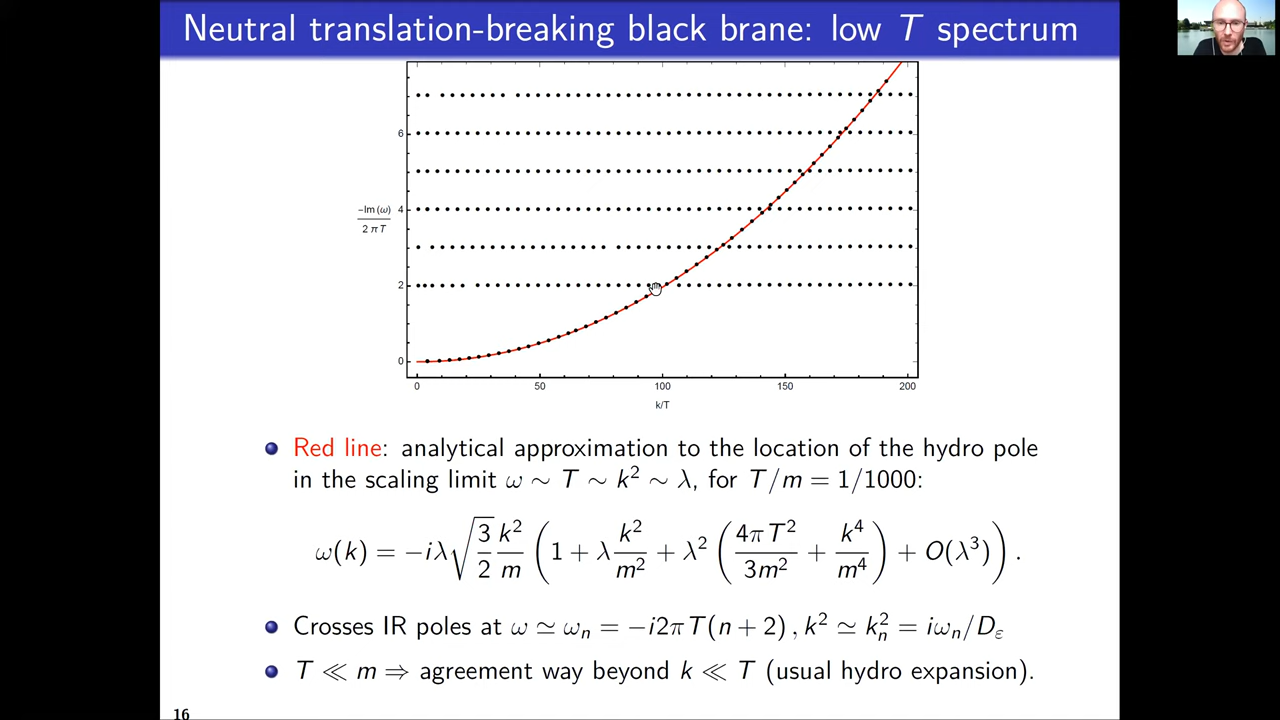 Neutral translation-breaking black brane: low T spectrum
6
4
2
0
-Im(ω)
2 π T
0 50 100 150 200
k/T
Red line: analytical approximation to the location of the hydro pole
in the scaling limit ω ∼ T ∼ k² ∼ λ, for T/m = 1/1000:
ω(k) = −iλ√(3/2) k²/m (1 + λ k²/m² + λ² (4πT²/3m² + k⁴/m⁴) + O(λ³)).
Crosses IR poles at ω ≃ ωₙ = −i2πT(n + 2), k² ≃ kₙ² = iωₙ/D_ε
T ≪ m ⇒ agreement way beyond k ≪ T (usual hydro expansion).
16